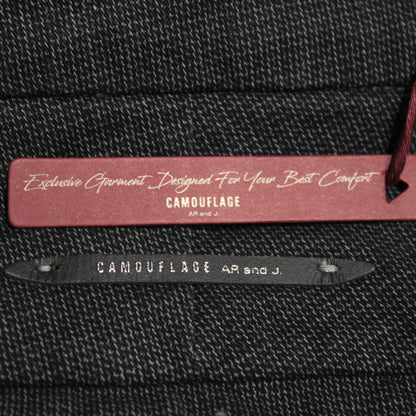 Exclusive Garment Designed For Your Best Comfort
CAMOUFLAGE
AR and J.
CAMOUFLAGE AR and J.